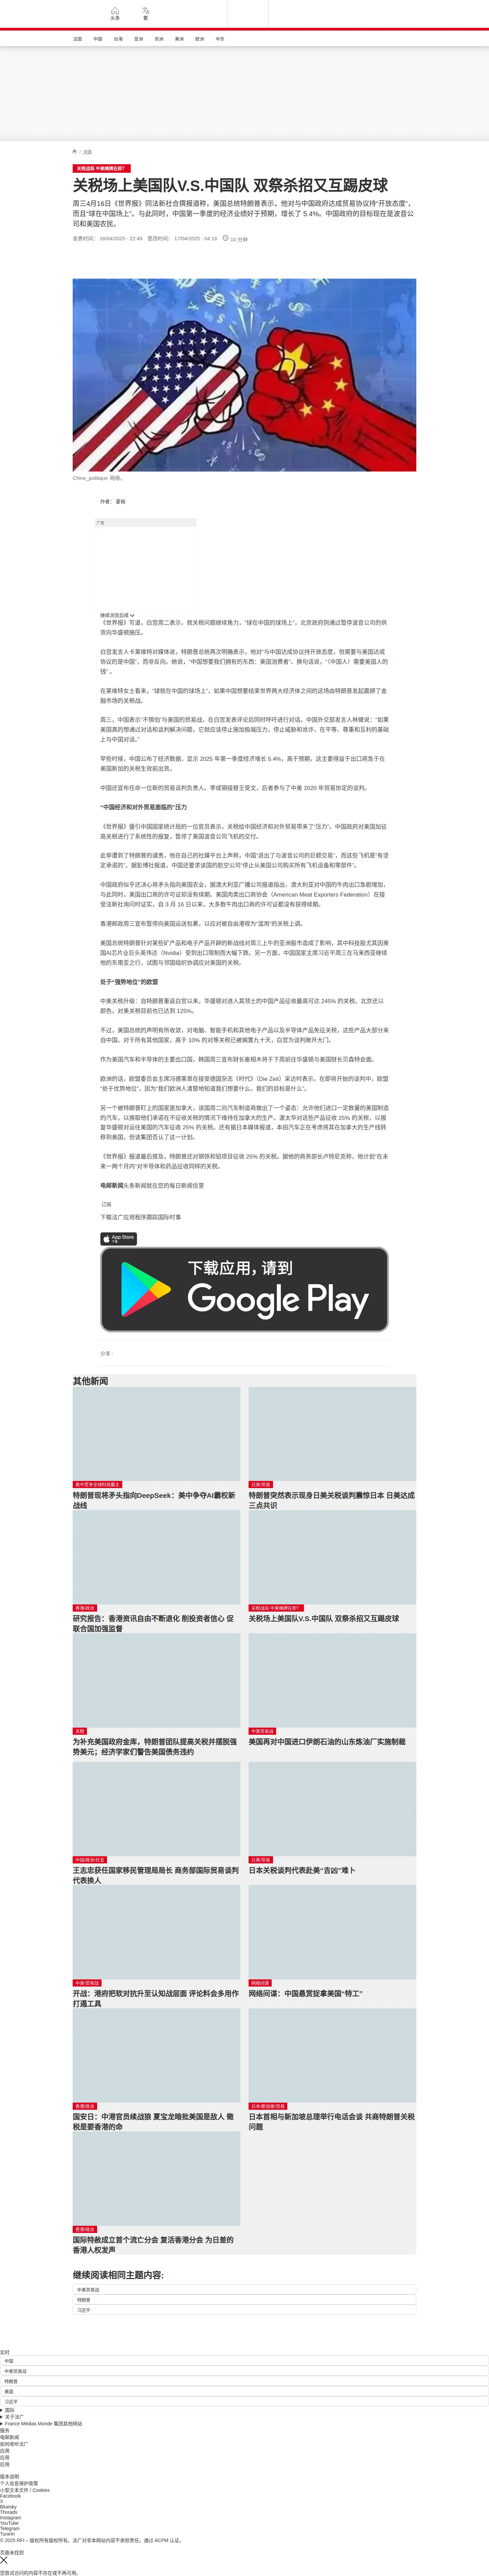 头条
繁
法国
中国
台海
亚洲
非洲
美洲
欧洲
中东
/ 法国
关税战局 中美摊牌在即？
关税场上美国队V.S.中国队 双祭杀招又互踢皮球
周三4月16日《世界报》同法新社合撰报道称，美国总统特朗普表示，他对与中国政府达成贸易协议持“开放态度”，
而且“球在中国场上”。与此同时，中国第一季度的经济业绩好于预期，增长了 5.4%。中国政府的目标现在是波音公
司和美国农民。
发表时间： 16/04/2025 - 22:49 更改时间： 17/04/2025 - 04:16 10 分钟
Chine_politique 网络。
作者： 夏榕
广告
继续浏览后续
《世界报》写道，白宫周二表示，就关税问题继续角力，“球在中国的球场上”，北京政府则通过暂停波音公司的供
货向华盛顿施压。
白宫发言人卡莱维特对媒体说，特朗普总统再次明确表示，他对“与中国达成协议持开放态度，但需要与美国达成
协议的是中国”，而非反向。她说，“中国想要我们拥有的东西：美国消费者”。换句话说，“（中国人）需要美国人的
钱” 。
在莱维特女士看来，“球就在中国的球场上”，如果中国想要结束世界两大经济体之间的这场由特朗普发起震撼了金
融市场的关税战。
周三，中国表示‘不惧怕’与美国的贸易战，在白宫发表评论后同时呼吁进行对话。中国外交部发言人林健说：“如果
美国真的想通过对话和谈判解决问题，它就应该停止施加极端压力，停止威胁和讹诈，在平等、尊重和互利的基础
上与中国对话。”
早些时候，中国公布了经济数据，显示 2025 年第一季度经济增长 5.4%，高于预期，这主要得益于出口商急于在
美国新加的关税生效前出货。
中国还宣布任命一位新的贸易谈判负责人。李成钢接替王受文，后者参与了中美 2020 年贸易协定的谈判。
“中国经济和对外贸易面临的”压力
《世界报》援引中国国家统计局的一位官员表示，关税给中国经济和对外贸易带来了“压力”。中国政府对美国加征
高关税进行了系统性的报复，暂停了美国波音公司飞机的交付。
此举遭到了特朗普的谴责，他在自己的社媒平台上声称，中国“退出了与波音公司的巨额交易”，而这些飞机是“有坚
定承诺的”。据彭博社报道，中国还要求该国的航空公司“停止从美国公司购买所有飞机设备和零部件”。
中国政府似乎还决心将矛头指向美国农业，据澳大利亚广播公司报道指出，澳大利亚对中国的牛肉出口急剧增加，
与此同时，美国出口商的许可证却没有续期。美国肉类出口商协会（American Meat Exporters Federation）在接
受法新社询问时证实，自 3 月 16 日以来，大多数牛肉出口商的许可证都没有获得续期。
香港邮政周三宣布暂停向美国运送包裹，以应对被自由港视为“滥用”的关税上调。
美国总统特朗普针对某些矿产品和电子产品开辟的新战线对周三上午的亚洲股市造成了影响，其中科技股尤其因美
国AI芯片业巨头英伟达（Nvidia）受到出口限制而大幅下跌。另一方面，中国国家主席习近平周三在马来西亚继续
他的东南亚之行，试图与邻国组织协调应对美国的关税。
处于“强势地位”的欧盟
中美关税升级：自特朗普重返白宫以来，华盛顿对进入其领土的中国产品征收最高可达 245% 的关税。北京还以
颜色，对美关税目前也已达到 125%。
不过，美国总统的声明有所收敛，对电脑、智能手机和其他电子产品以及半导体产品免征关税，这些产品大部分来
自中国。对于所有其他国家，高于 10% 的对等关税已被搁置九十天，白宫为谈判敞开大门。
作为美国汽车和半导体的主要出口国，韩国周三宣布财长崔相木将于下周前往华盛顿与美国财长贝森特会面。
欧洲的话，欧盟委员会主席冯德莱恩在接受德国杂志《时代》（Die Zeit）采访时表示，在即将开始的谈判中，欧盟
“处于优势地位”，因为“我们欧洲人清楚地知道我们想要什么，我们的目标是什么”。
另一个被特朗普盯上的国家是加拿大，该国周二向汽车制造商做出了一个姿态：允许他们进口一定数量的美国制造
的汽车，以换取他们承诺在不征收关税的情况下维持在加拿大的生产。渥太华对这些产品征收 25% 的关税，以报
复华盛顿对运往美国的汽车征收 25% 的关税。还有据日本媒体报道，本田汽车正在考虑将其在加拿大的生产线转
移到美国，但该集团否认了这一计划。
《世界报》报道最后提及，特朗普还对钢铁和铝项目征收 25% 的关税。据他的商务部长卢特尼克称，他计划“在未
来一两个月内”对半导体和药品征收同样的关税。
电邮新闻头条新闻就在您的每日新闻信里
订阅
下载法广应用程序跟踪国际时事
App Store
下载
下载应用，请到
Google Play
分享 :
其他新闻
美中竞争全球科技霸主
特朗普现将矛头指向DeepSeek：美中争夺AI霸权新
战线
日美/贸易
特朗普突然表示现身日美关税谈判震惊日本 日美达成
三点共识
香港/政治
研究报告：香港资讯自由不断退化 削投资者信心 促
联合国加强监督
关税战局 中美摊牌在即？
关税场上美国队V.S.中国队 双祭杀招又互踢皮球
关税
为补充美国政府金库，特朗普团队提高关税并摆脱强
势美元；经济学家们警告美国债务违约
中美贸易战
美国再对中国进口伊朗石油的山东炼油厂实施制裁
中国/政治/社会
王志忠获任国家移民管理局局长 商务部国际贸易谈判
代表换人
日美/贸易
日本关税谈判代表赴美“吉凶”难卜
中美/贸易战
开战：港府把软对抗升至认知战层面 评论料会多用作
打遏工具
网络间谍
网络间谍：中国悬赏捉拿美国“特工”
香港/政治
国安日：中港官员续战狼 夏宝龙暗批美国是敌人 徵
税是要香港的命
日本/新加坡/贸易
日本首相与新加坡总理举行电话会谈 共商特朗普关税
问题
香港/政治
国际特赦成立首个流亡分会 复活香港分会 为日差的
香港人权发声
继续阅读相同主题内容:
中美贸易战
特朗普
习近平
实时
中国
中美贸易战
特朗普
美国
习近平
国际
关于法广
France Médias Monde 集团其他网站
服务
电邮新闻
如何收听法广
应用
应用
应用
版本说明
个人信息保护政策
小型文本文件 / Cookies
Facebook
X
Bluesky
Threads
Instagram
YouTube
Telegram
TuneIn
© 2025 RFI – 版权所有版权所有。法广对非本网站内容不承担责任。通过 ACPM 认证。
页面未找到
您尝试访问的内容不存在或不再可用。